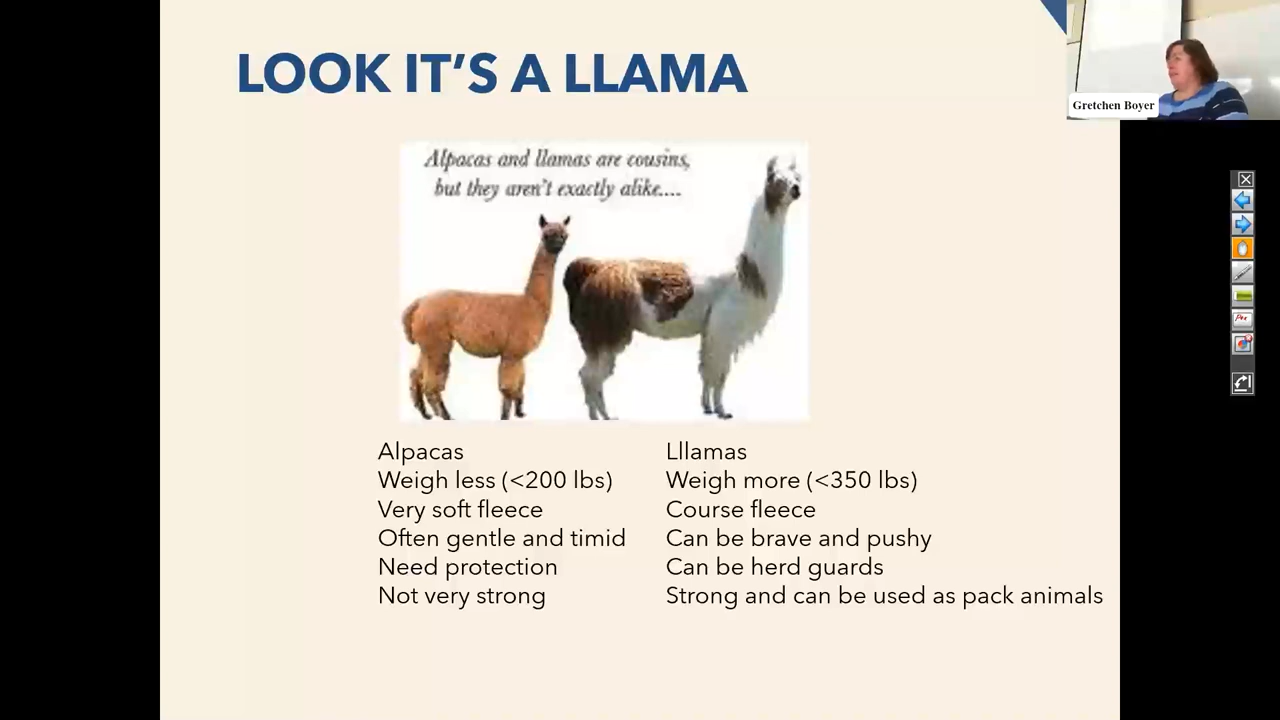 LOOK IT’S A LLAMA
Gretchen Boyer
Alpacas and llamas are cousins,
but they aren't exactly alike....
Alpacas
Weigh less (<200 lbs)
Very soft fleece
Often gentle and timid
Need protection
Not very strong
Lllamas
Weigh more (<350 lbs)
Course fleece
Can be brave and pushy
Can be herd guards
Strong and can be used as pack animals